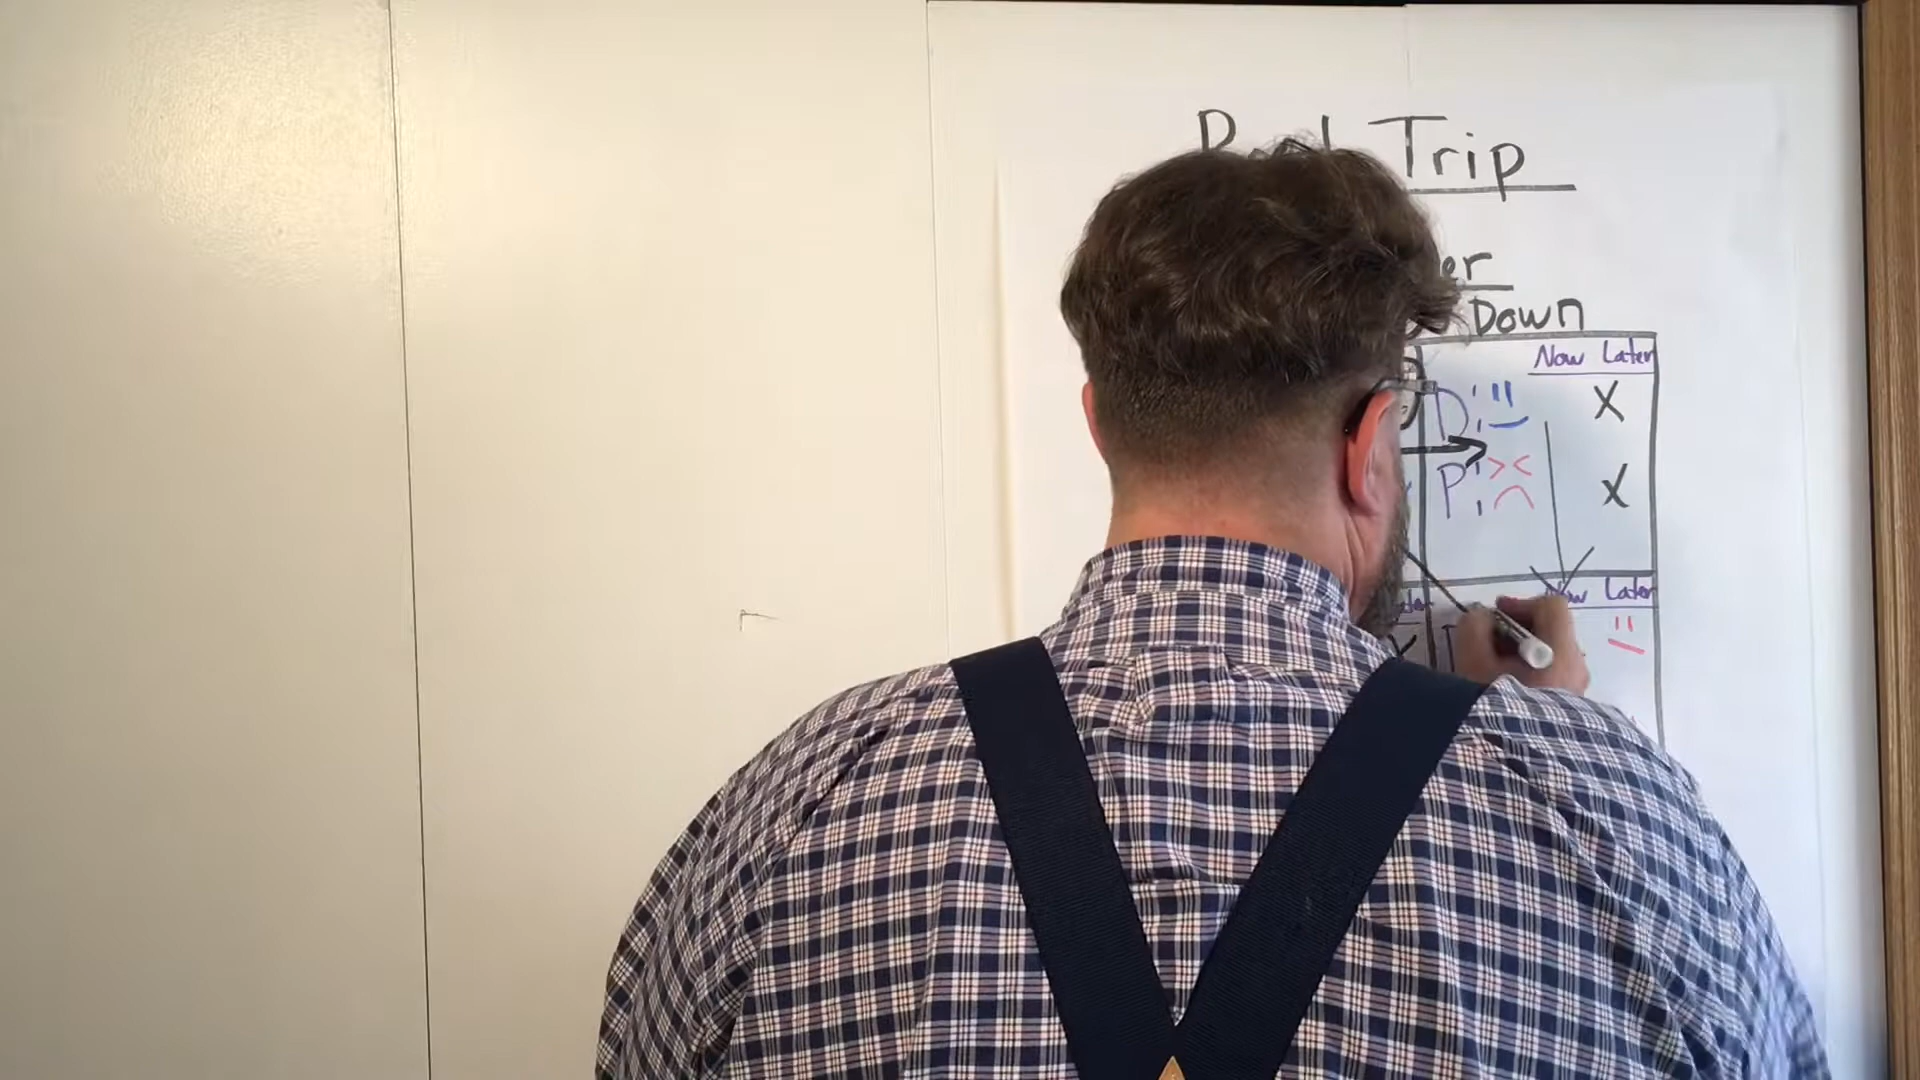 Trip
er
Down
Now Later
D:
X
P:
X
Now Later